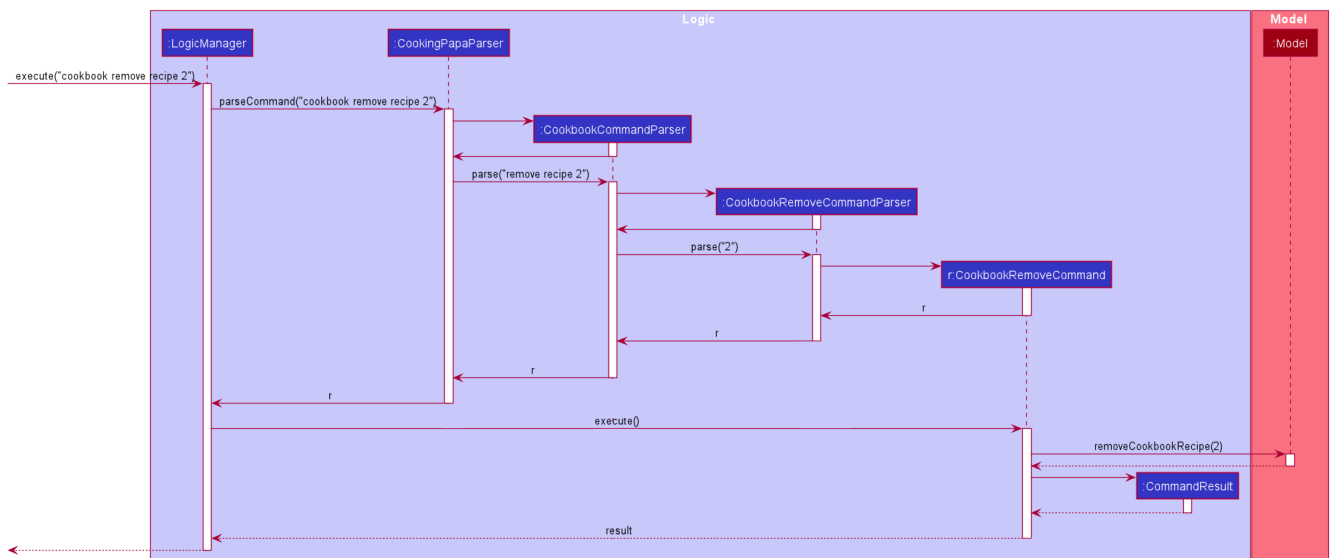 Logic
Model
:LogicManager
:CookingPapaParser
:Model
execute("cookbook remove recipe 2")
parseCommand("cookbook remove recipe 2")
:CookbookCommandParser
parse("remove recipe 2")
:CookbookRemoveCommandParser
parse("2")
r:CookbookRemoveCommand
r
r
r
r
execute()
removeCookbookRecipe(2)
:CommandResult
result